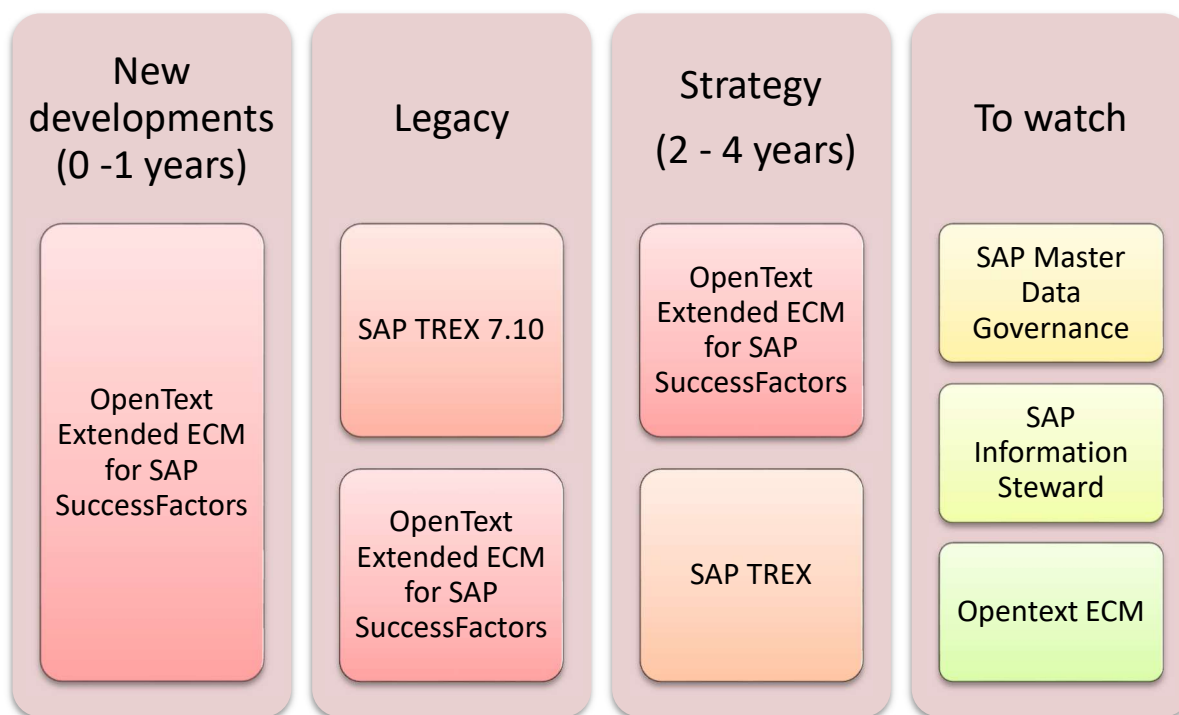 New
developments
(0 -1 years)
OpenText
Extended ECM
for SAP
SuccessFactors
Legacy
SAP TREX 7.10
OpenText
Extended ECM
for SAP
SuccessFactors
Strategy
(2 - 4 years)
OpenText
Extended ECM
for SAP
SuccessFactors
SAP TREX
To watch
SAP Master
Data
Governance
SAP
Information
Steward
Opentext ECM